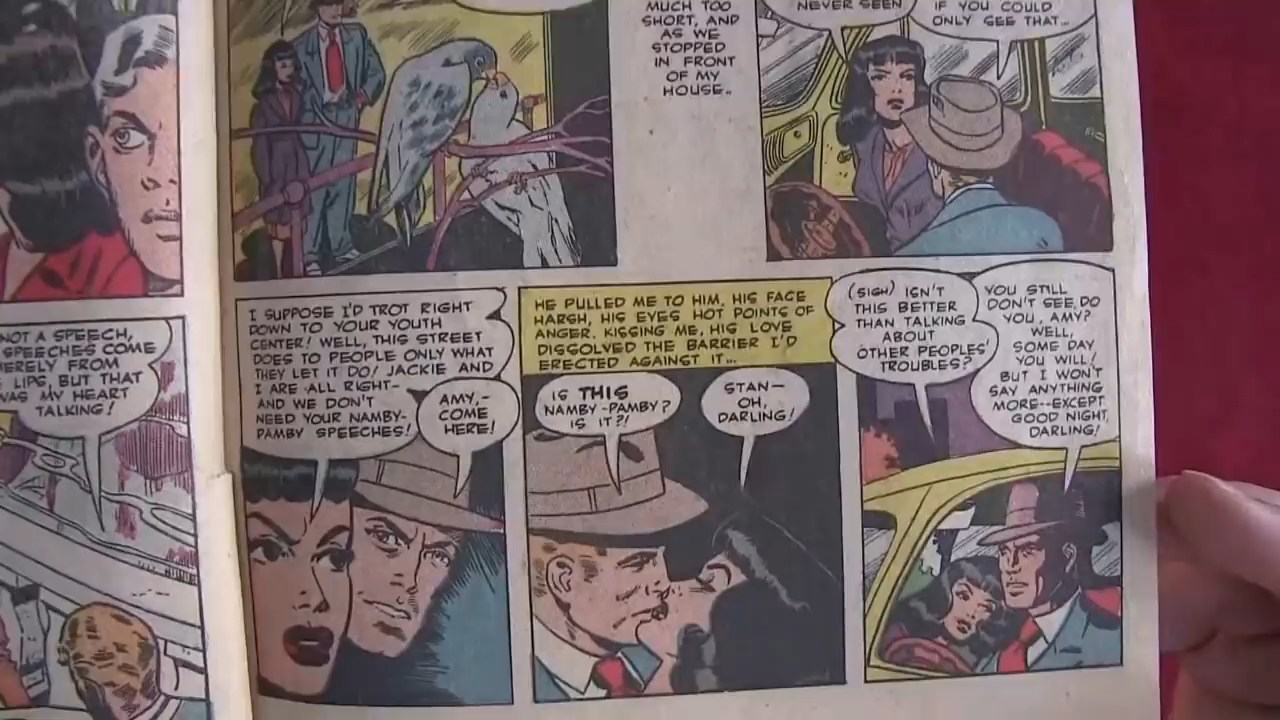 MUCH TOO
SHORT, AND
AS WE
STOPPED
IN FRONT
OF MY
HOUSE..
NEVER SEEN
IF YOU COULD
ONLY SEE THAT...
NOT A SPEECH,
SPEECHES COME
FROM
LIPS, BUT THAT
WAS MY HEART
TALKING!
I SUPPOSE I'D TROT RIGHT
DOWN TO YOUR YOUTH
CENTER! WELL, THIS STREET
DOES TO PEOPLE ONLY WHAT
THEY LET IT DO! JACKIE AND
I ARE ALL RIGHT-
AND WE DON'T
NEED YOUR NAMBY-
PAMBY SPEECHES!
AMY,-
COME
HERE!
HE PULLED ME TO HIM, HIS FACE
HARSH, HIS EYES HOT POINTS OF
ANGER. KISSING ME, HIS LOVE
DISSOLVED THE BARRIER I'D
ERECTED AGAINST IT...
IS THIS
NAMBY-PAMBY?
IS IT?!
STAN—
OH,
DARLING!
(SIGH) ISN'T
THIS BETTER
THAN TALKING
ABOUT
OTHER PEOPLES'
TROUBLES?
YOU STILL
DON'T SEE, DO
YOU, AMY?
WELL,
SOME DAY
YOU WILL!
BUT I WON'T
SAY ANYTHING
MORE--EXCEPT
GOOD NIGHT,
DARLING!